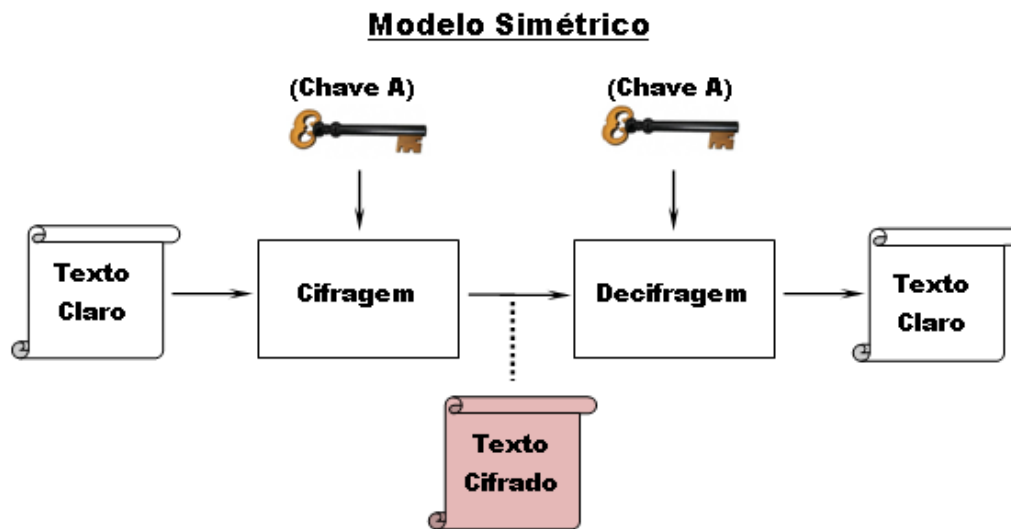 Modelo Simétrico
(Chave A)
(Chave A)
Texto
Claro
Cifragem
Decifragem
Texto
Claro
Texto
Cifrado